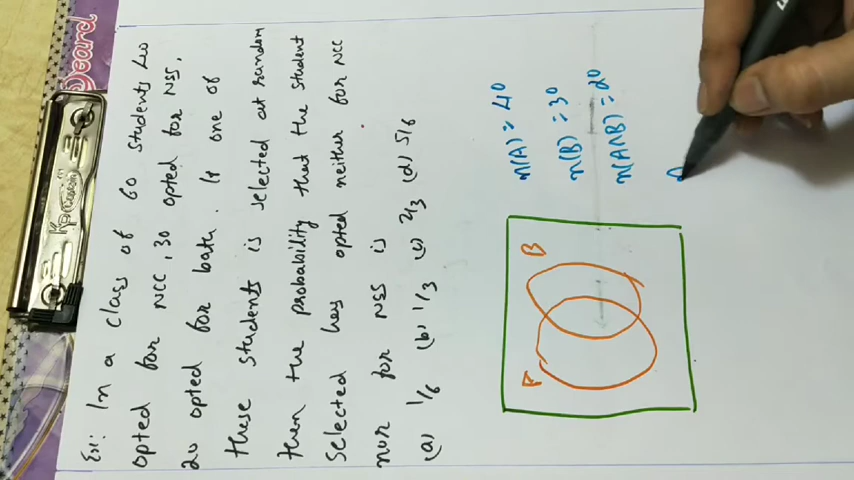 Ex: In a class of 60 students 40
opted for NCC, 30 opted for NSS,
20 opted for both. If one of
these students is selected at random
then the probability that the student
selected has opted neither for NCC
nor for NSS is
(a) 1/6 (b) 1/3 (c) 2/3 (d) 5/6
A B
n(A) = 40
n(B) = 30
n(A∩B) = 20